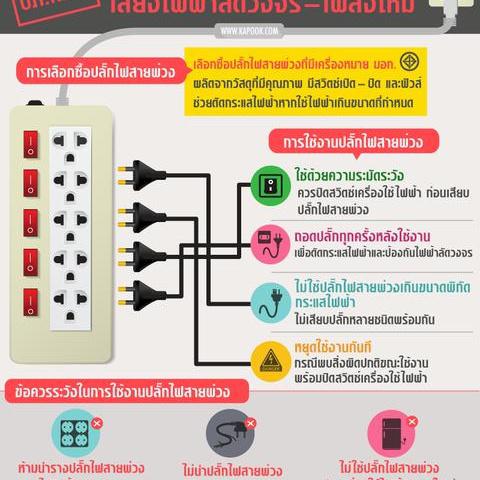 เสี่ยงไฟฟ้าลัดวงจร – เพลิงไหม้
WWW.KAPOOK.COM
การเลือกซื้อปลั๊กไฟสายพ่วง
เลือกซื้อปลั๊กไฟสายพ่วงที่มีเครื่องหมาย มอก.
ผลิตจากวัสดุที่มีคุณภาพ มีสวิตช์เปิด – ปิด และฟิวส์
ช่วยตัดกระแสไฟฟ้าหากใช้ไฟฟ้าเกินขนาดที่กำหนด
การใช้งานปลั๊กไฟสายพ่วง
ใช้ด้วยความระมัดระวัง
ควรปิดสวิตช์เครื่องใช้ไฟฟ้า ก่อนเสียบ
ปลั๊กไฟสายพ่วง
ถอดปลั๊กทุกครั้งหลังใช้งาน
เพื่อตัดกระแสไฟฟ้าและป้องกันไฟฟ้าลัดวงจร
ไม่ใช้ปลั๊กไฟสายพ่วงเกินขนาดพิกัด
กระแสไฟฟ้า
ไม่เสียบปลั๊กหลายชนิดพร้อมกัน
หยุดใช้งานทันที
กรณีพบสิ่งผิดปกติขณะใช้งาน
พร้อมปิดสวิตช์เครื่องใช้ไฟฟ้า
DANGER
ข้อควรระวังในการใช้งานปลั๊กไฟสายพ่วง
ห้ามนำรางปลั๊กไฟสายพ่วง
ไม่นำปลั๊กไฟสายพ่วง
ไม่ใช้ปลั๊กไฟสายพ่วง